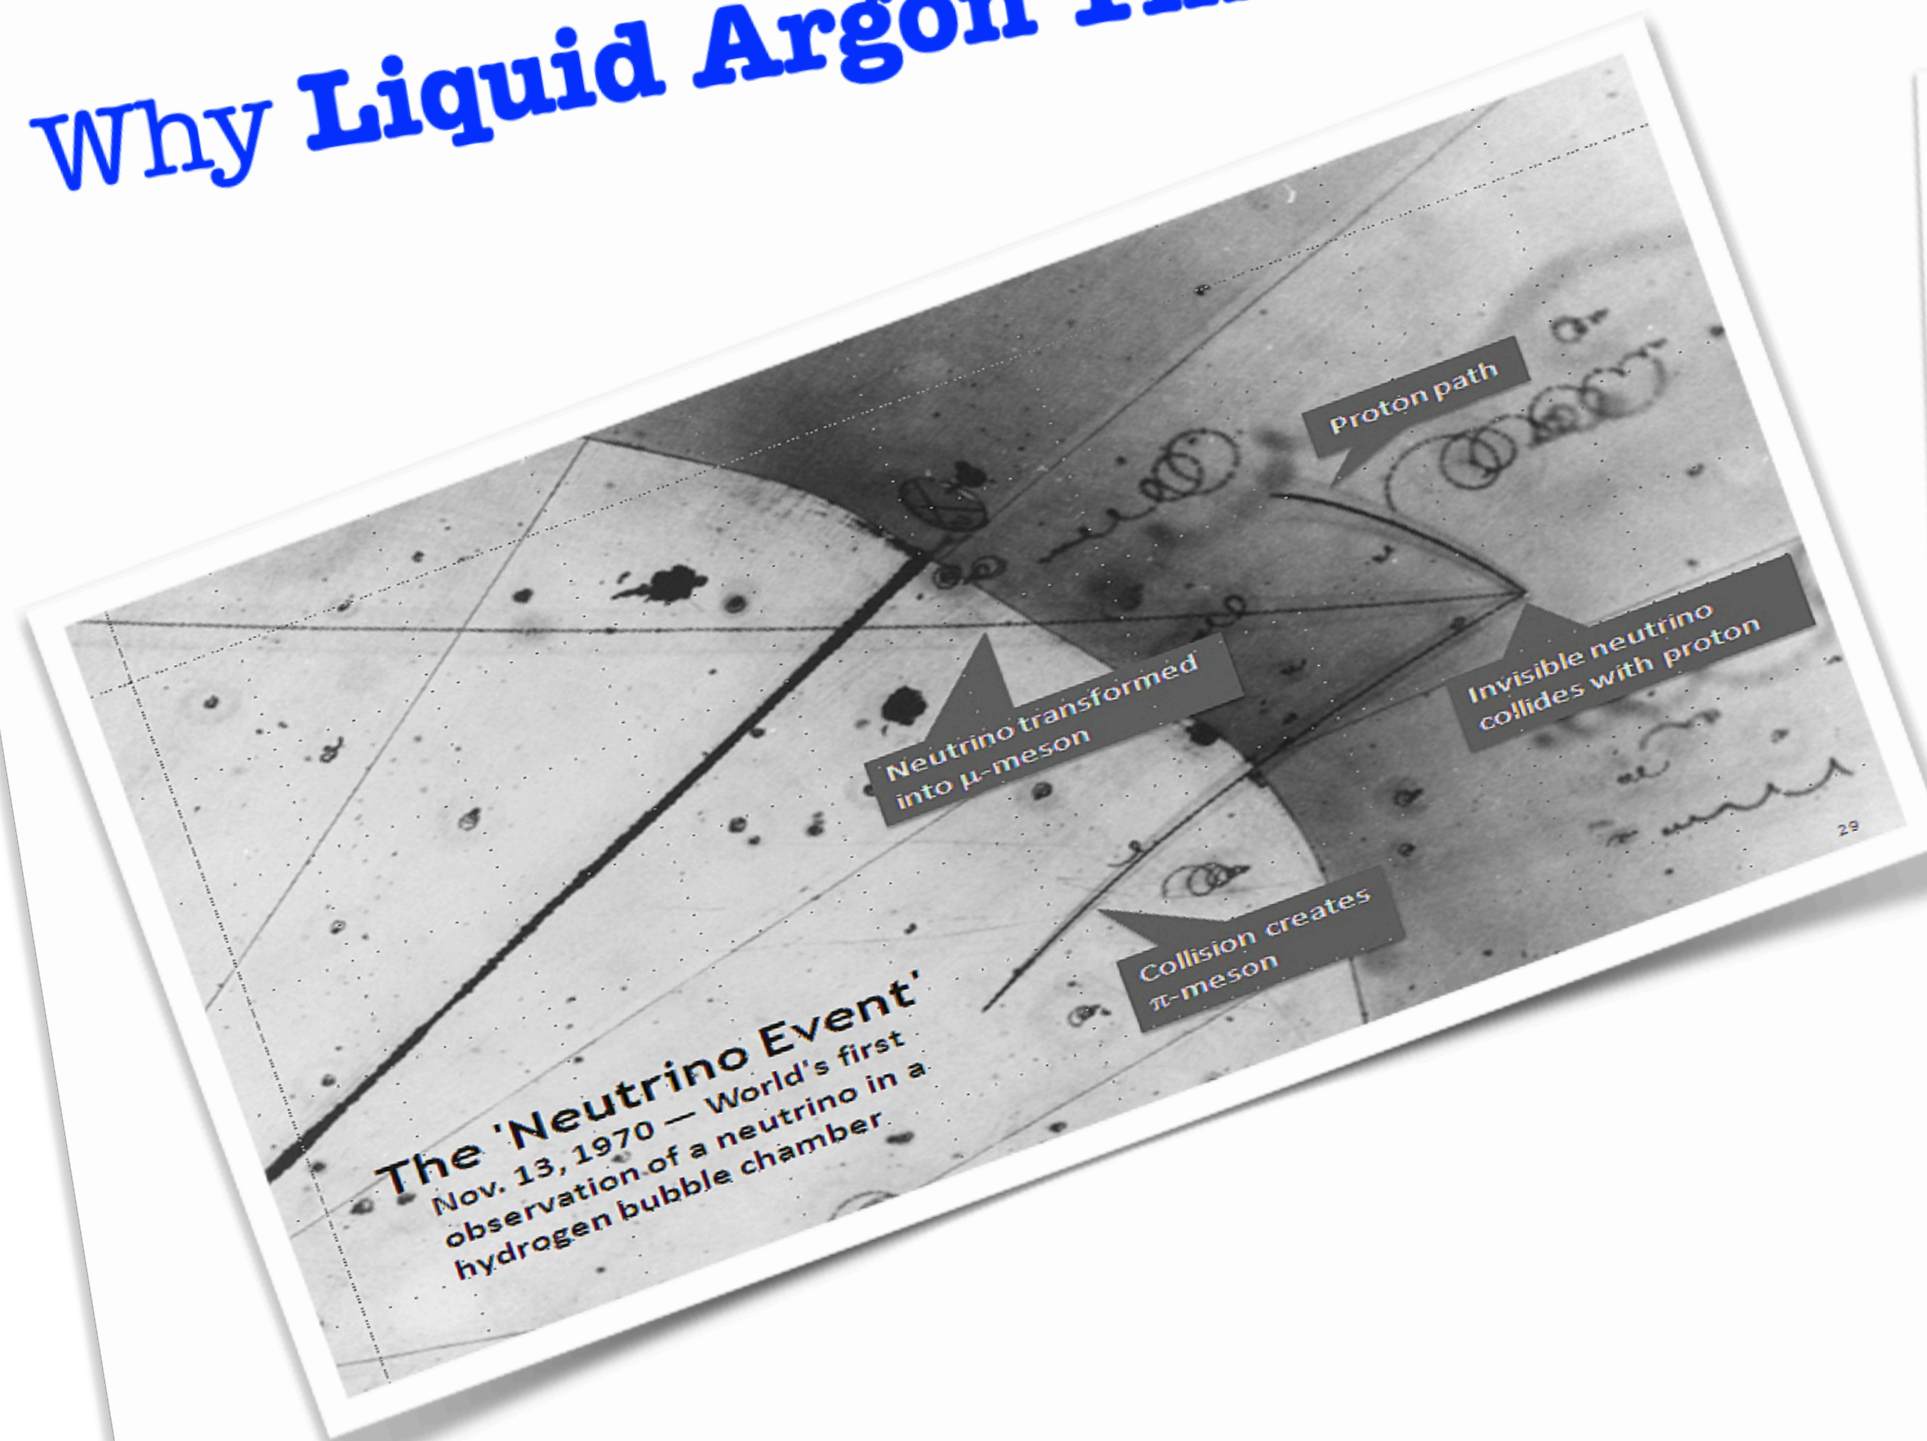 Why Liquid Argon
Proton path
Invisible neutrino
collides with proton
Neutrino transformed
into μ-meson
Collision creates
π-meson
29
The 'Neutrino Event'
Nov. 13, 1970 — World's first
observation of a neutrino in a
hydrogen bubble chamber